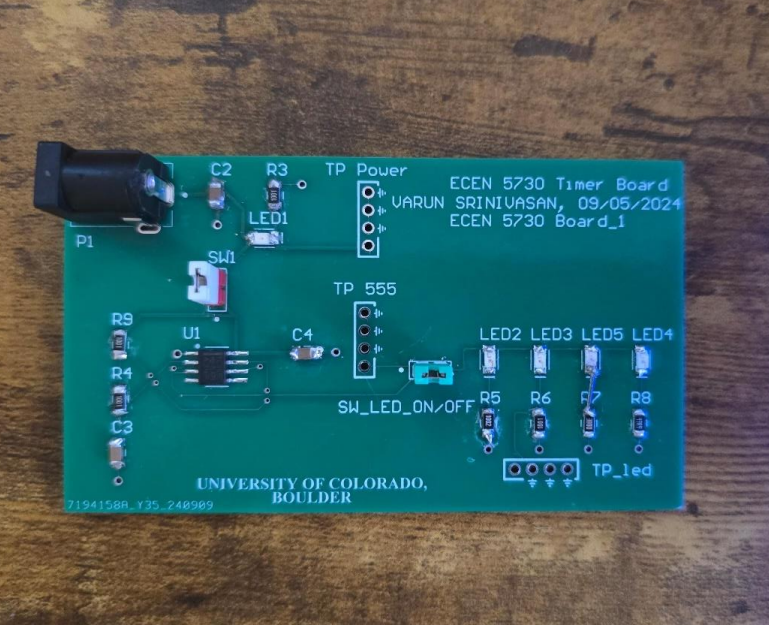 C2
R3
TP Power
ECEN 5730 Timer Board
VARUN SRINIVASAN, 09/05/2024
ECEN 5730 Board_1
LED1
P1
SW1
TP 555
R9
U1
C4
LED2 LED3 LED5 LED4
R4
SW_LED_ON/OFF
R5 R6 R7 R8
C3
TP_led
UNIVERSITY OF COLORADO,
BOULDER
7194158A_Y35_240909